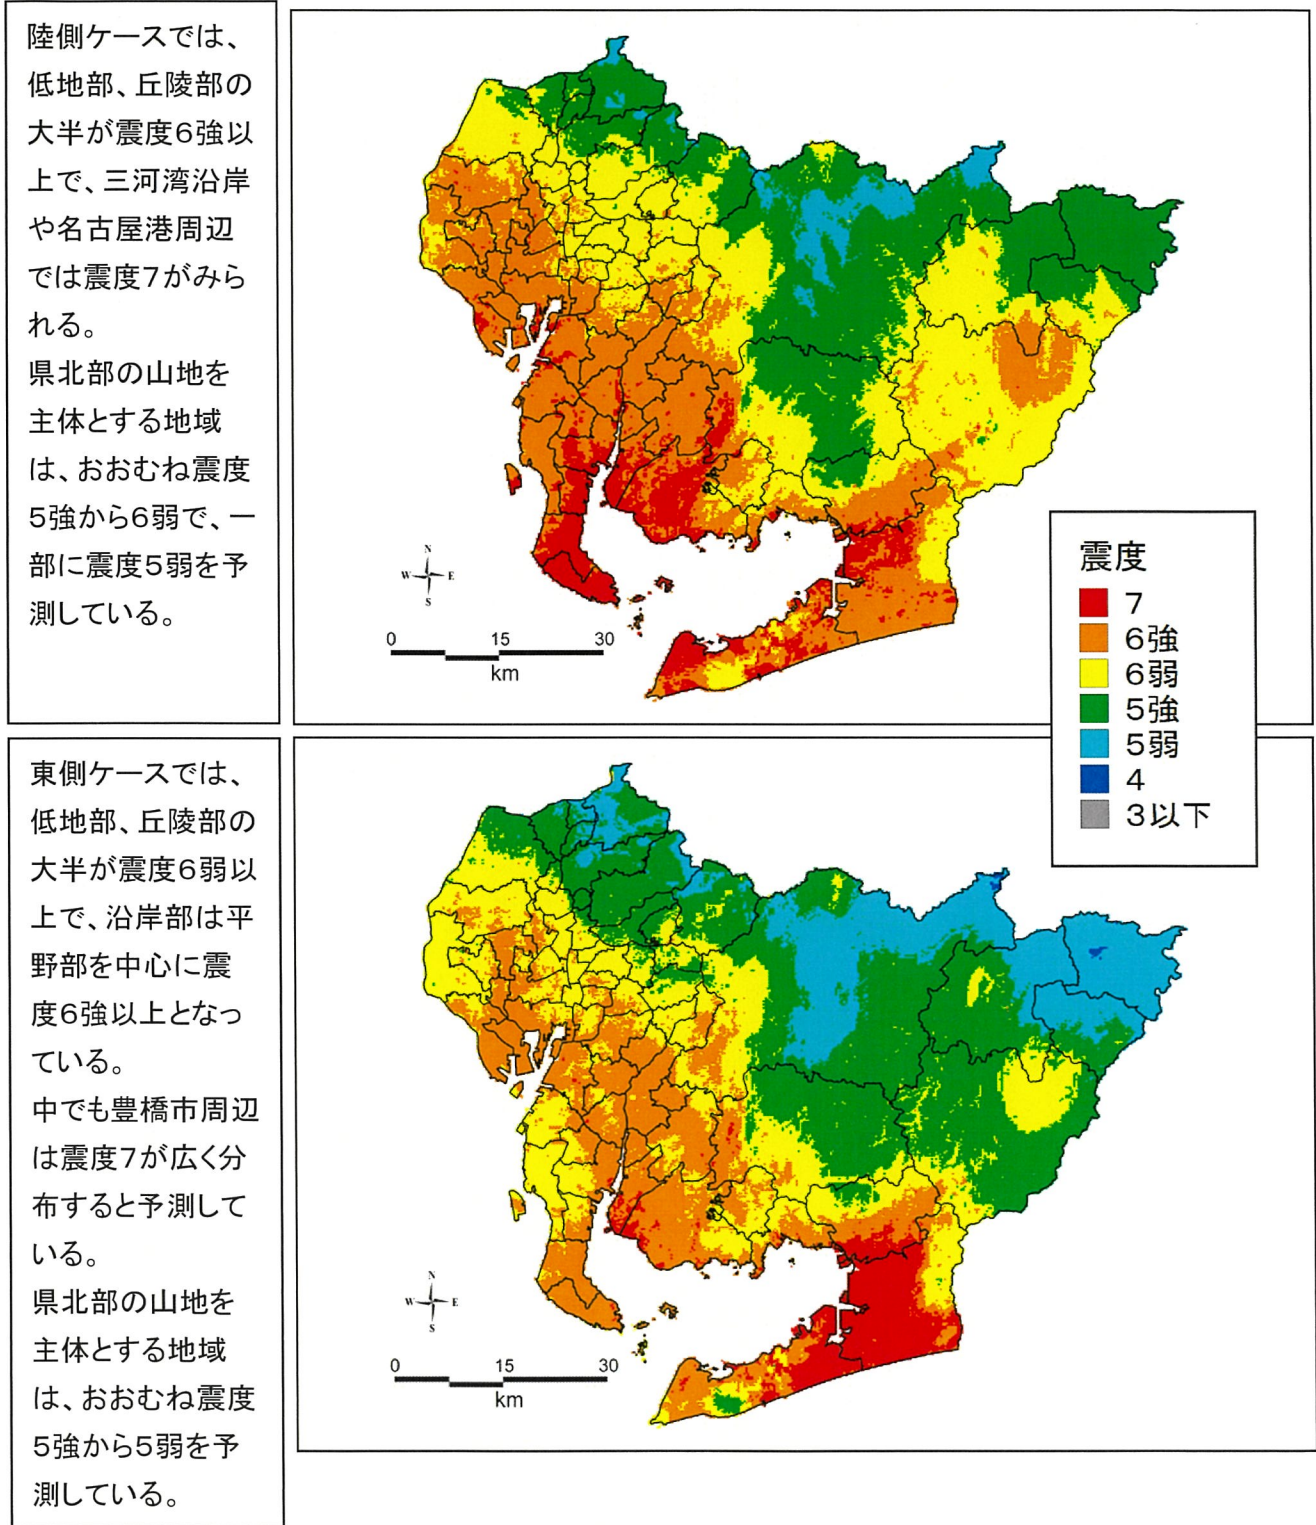 陸側ケースでは、
低地部、丘陵部の
大半が震度6強以
上で、三河湾沿岸
や名古屋港周辺
では震度7がみら
れる。
県北部の山地を
主体とする地域
は、おおむね震度
5強から6弱で、一
部に震度5弱を予
測している。
N
W E
S
0 15 30
km
震度
7
6強
6弱
5強
5弱
4
3以下
東側ケースでは、
低地部、丘陵部の
大半が震度6弱以
上で、沿岸部は平
野部を中心に震
度6強以上となっ
ている。
中でも豊橋市周辺
は震度7が広く分
布すると予測して
いる。
県北部の山地を
主体とする地域
は、おおむね震度
5強から5弱を予
測している。
N
W E
S
0 15 30
km